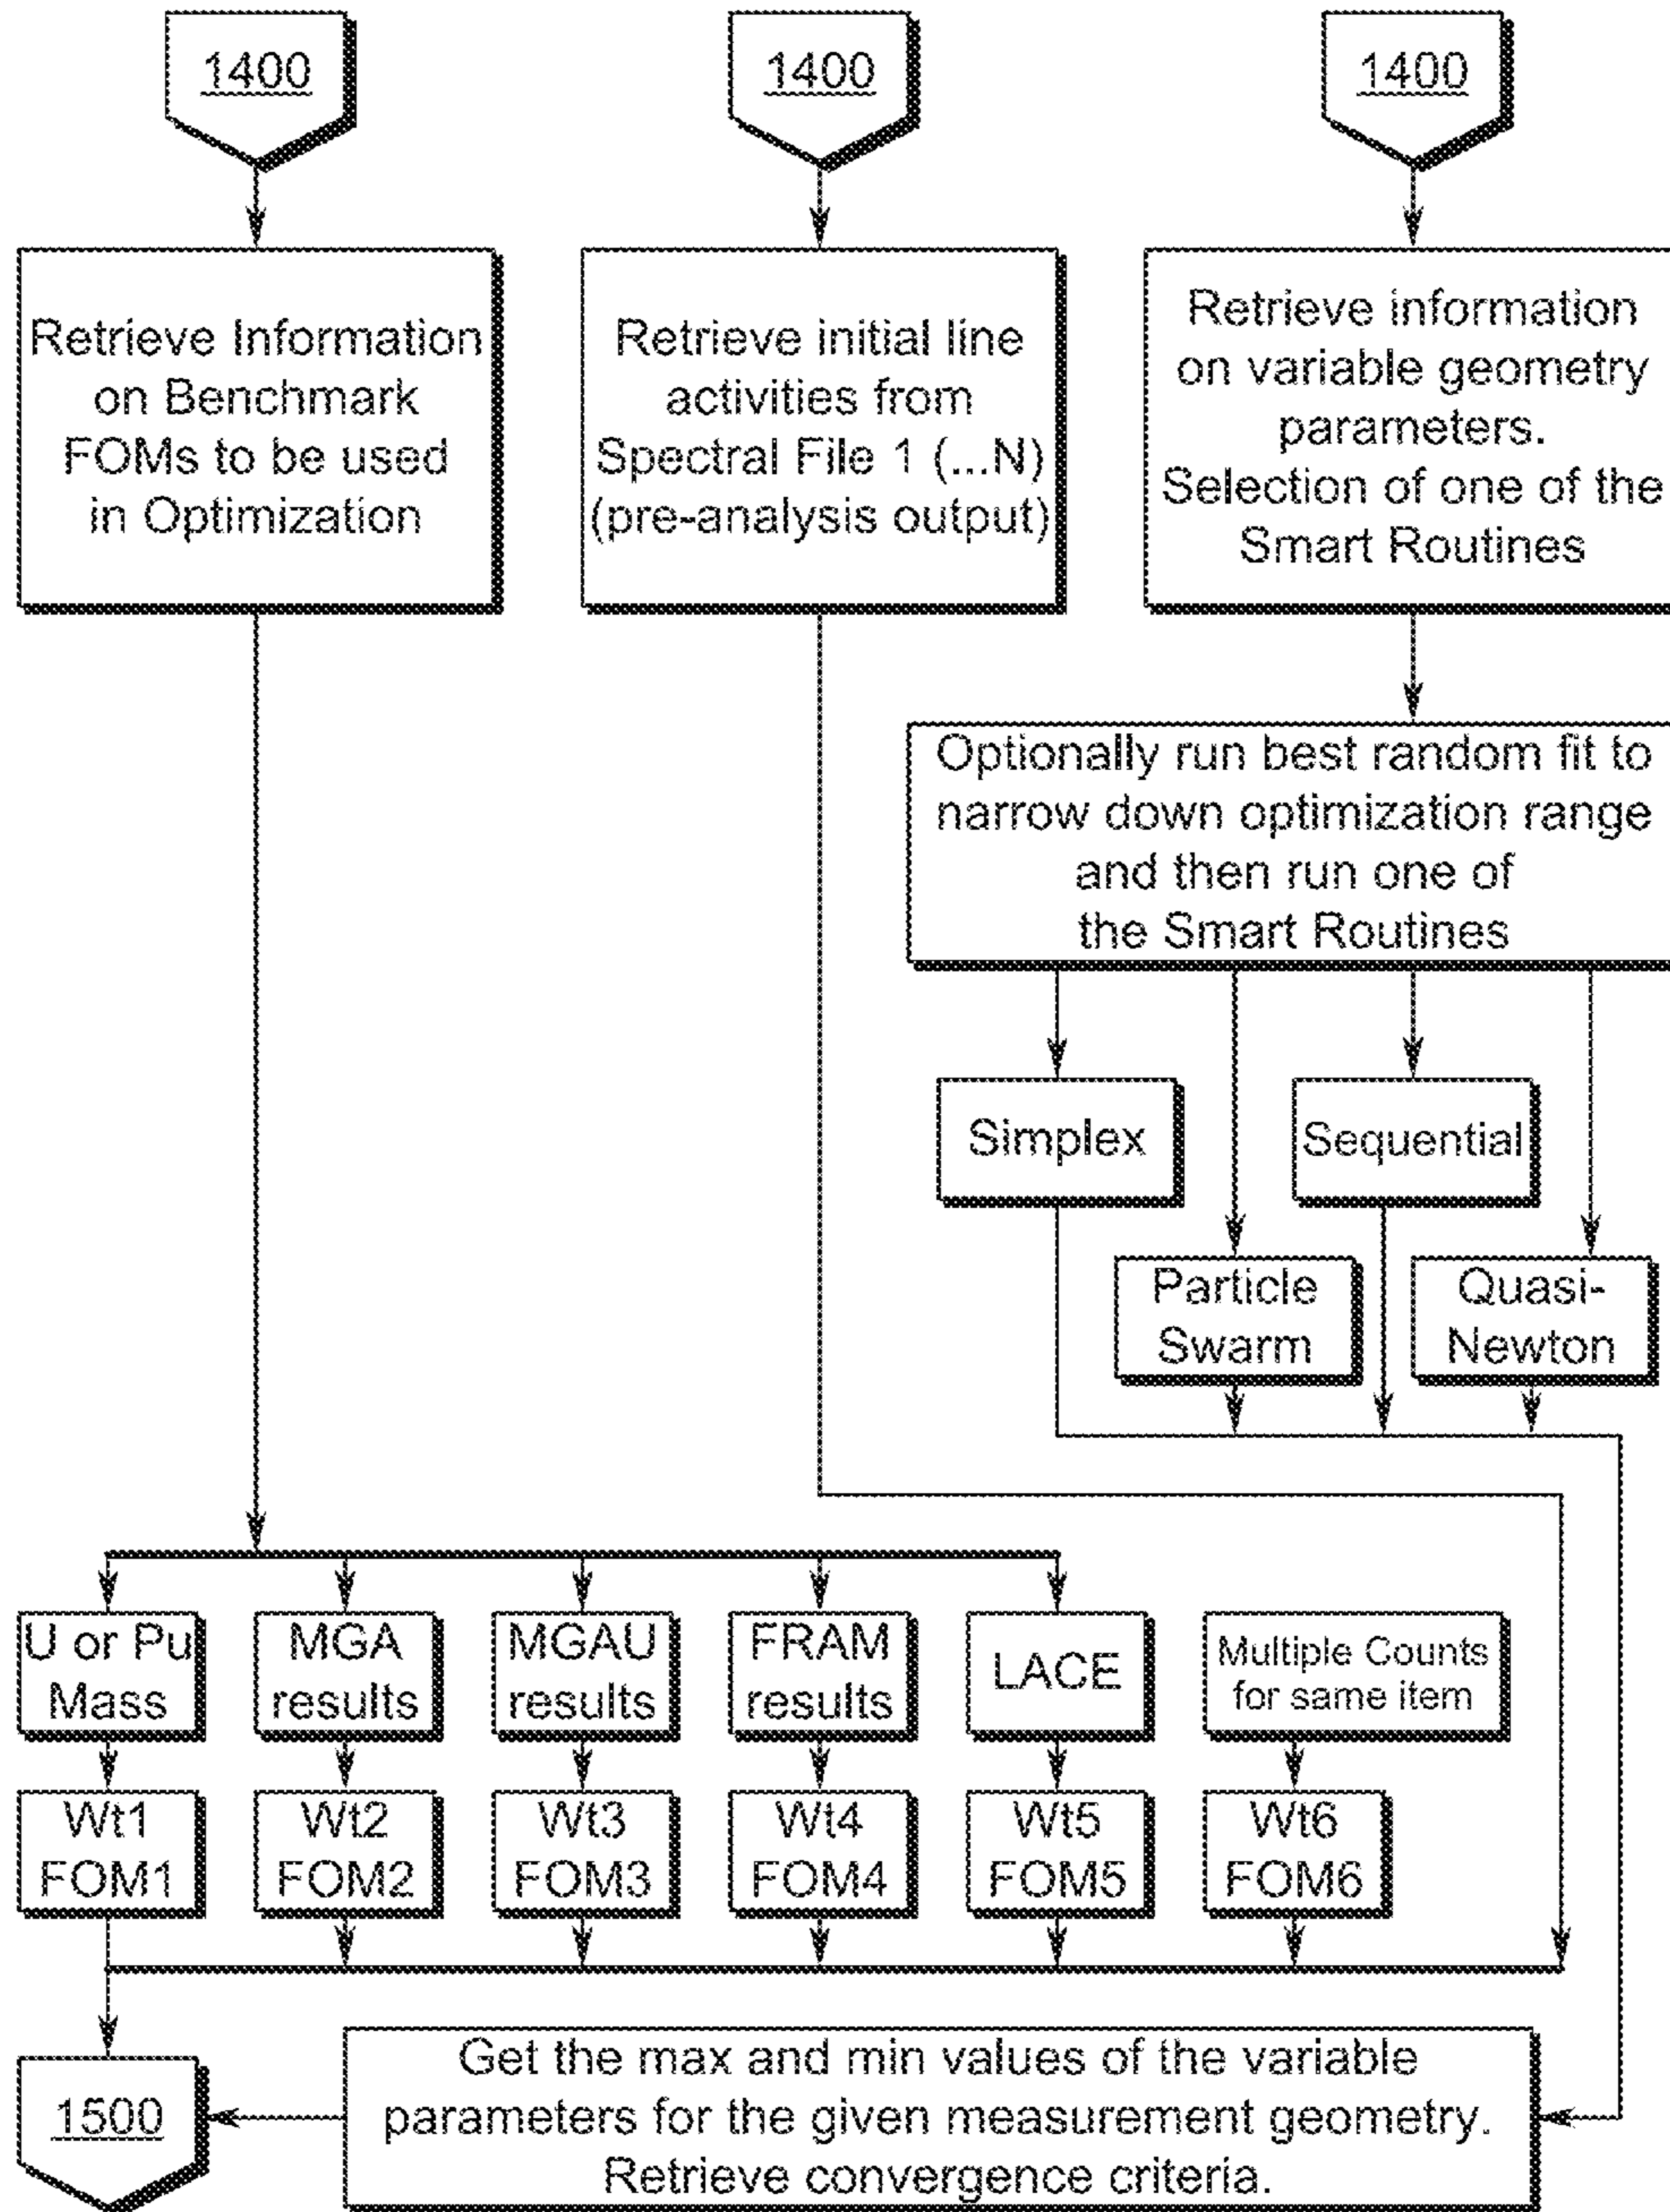 1400
1400
1400
Retrieve Information
on Benchmark
FOMs to be used
in Optimization
Retrieve initial line
activities from
Spectral File 1 (...N)
(pre-analysis output)
Retrieve information
on variable geometry
parameters.
Selection of one of the
Smart Routines
Optionally run best random fit to
narrow down optimization range
and then run one of
the Smart Routines
Simplex
Sequential
Particle
Swarm
Quasi-
Newton
U or Pu
Mass
MGA
results
MGAU
results
FRAM
results
LACE
Multiple Counts
for same item
Wt1
FOM1
Wt2
FOM2
Wt3
FOM3
Wt4
FOM4
Wt5
FOM5
Wt6
FOM6
1500
Get the max and min values of the variable
parameters for the given measurement geometry.
Retrieve convergence criteria.